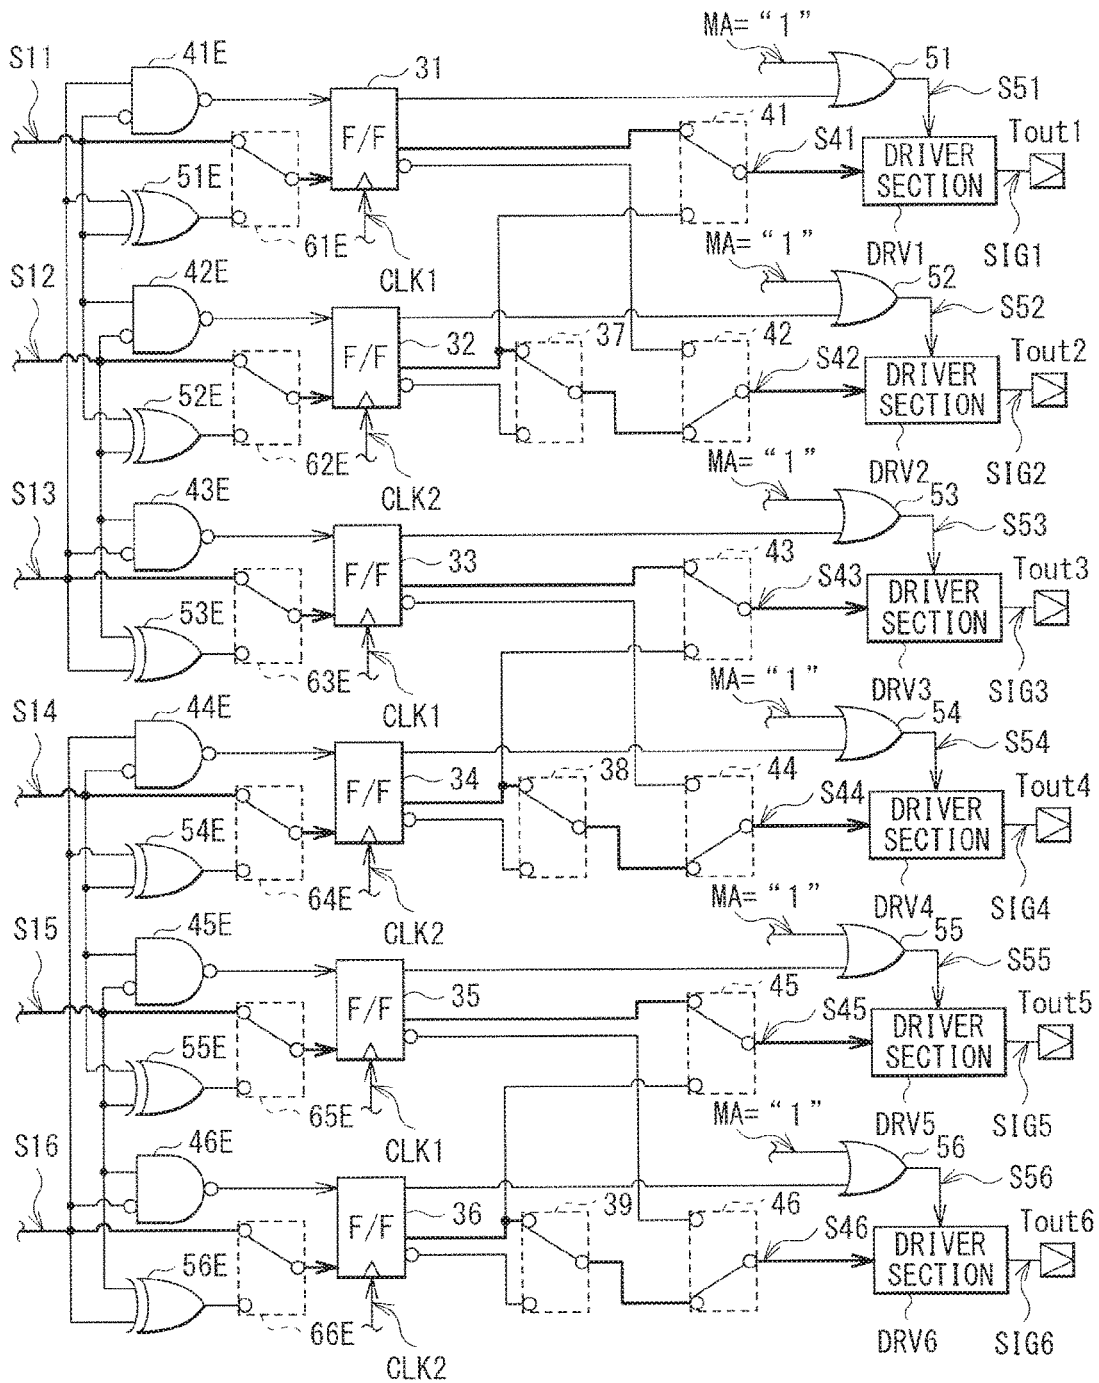 MA= “1”
S11
41E
31
51
S51
41
S41
Tout1
F/F
DRIVER
SECTION
51E
61E
CLK1
DRV1
SIG1
MA= “1”
S12
42E
32
37
42
52
S52
S42
Tout2
F/F
DRIVER
SECTION
52E
62E
CLK2
DRV2
SIG2
MA= “1”
S13
43E
33
43
53
S53
S43
Tout3
F/F
DRIVER
SECTION
53E
63E
CLK1
DRV3
SIG3
MA= “1”
S14
44E
34
38
44
54
S54
S44
Tout4
F/F
DRIVER
SECTION
54E
64E
CLK2
DRV4
SIG4
MA= “1”
S15
45E
35
45
55
S55
S45
Tout5
F/F
DRIVER
SECTION
55E
65E
CLK1
DRV5
SIG5
MA= “1”
S16
46E
36
39
46
56
S56
S46
Tout6
F/F
DRIVER
SECTION
56E
66E
CLK2
DRV6
SIG6